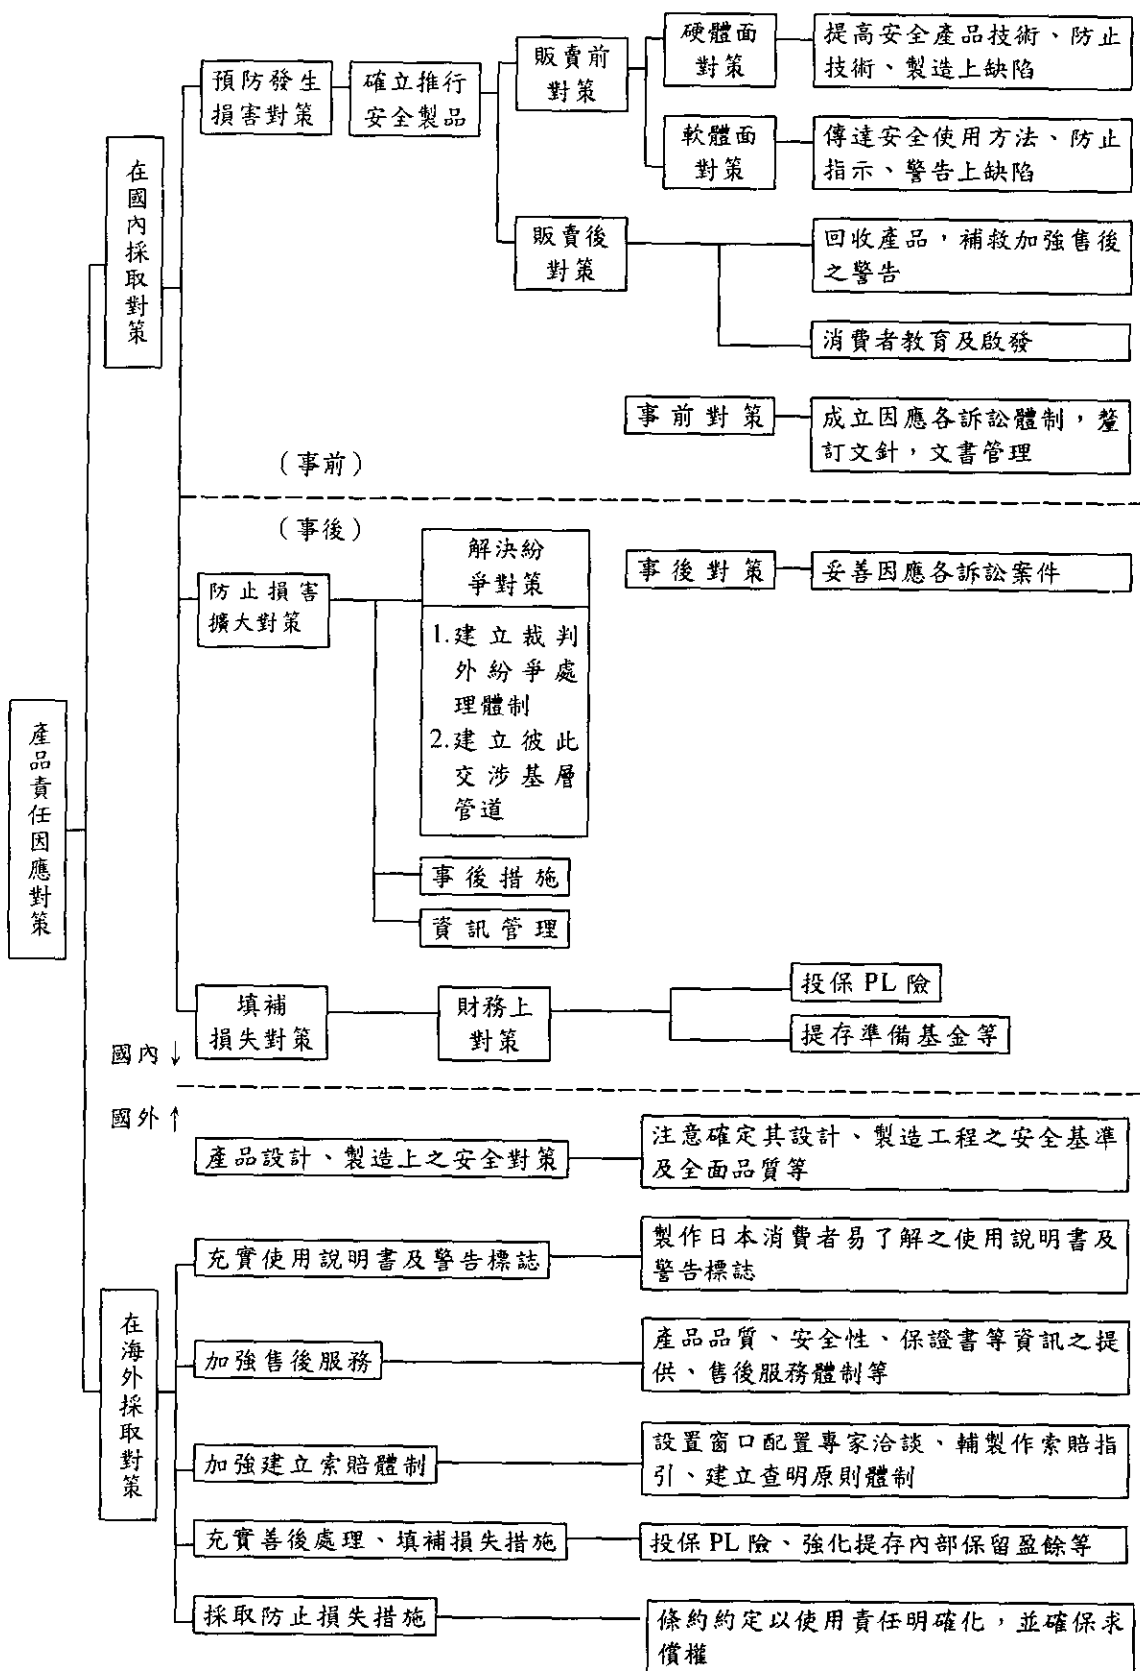 產品責任因應對策
在國內採取對策
預防發生
損害對策
確立推行
安全製品
販賣前
對策
硬體面
對策
提高安全產品技術、防止
技術、製造上缺陷
軟體面
對策
傳達安全使用方法、防止
指示、警告上缺陷
販賣後
對策
回收產品，補救加強售後
之警告
消費者教育及啟發
事前對策
成立因應各訴訟體制，釐
訂文針，文書管理
（事前）
（事後）
防止損害
擴大對策
解決紛
爭對策
1.建立裁判
外紛爭處
理體制
2.建立彼此
交涉基層
管道
事後對策
妥善因應各訴訟案件
事後措施
資訊管理
填補
損失對策
財務上
對策
投保 PL 險
提存準備基金等
國內↓
國外↑
在海外採取對策
產品設計、製造上之安全對策
注意確定其設計、製造工程之安全基準
及全面品質等
充實使用說明書及警告標誌
製作日本消費者易了解之使用說明書及
警告標誌
加強售後服務
產品品質、安全性、保證書等資訊之提
供、售後服務體制等
加強建立索賠體制
設置窗口配置專家洽談、輔製作索賠指
引、建立查明原則體制
充實善後處理、填補損失措施
投保 PL 險、強化提存內部保留盈餘等
採取防止損失措施
條約約定以使用責任明確化，並確保求
償權